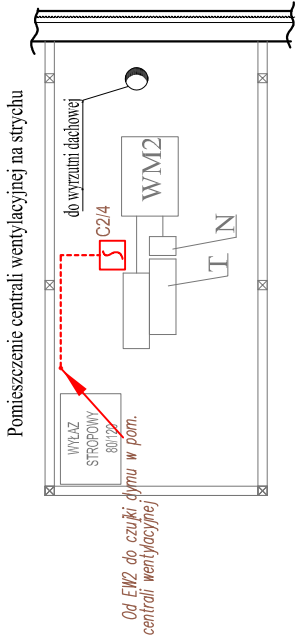 Pomieszczenie centrali wentylacyjnej na strychu
do wyrzutni dachowej
C2/4
WM2
N
T
WYŁAZ
STROPOWY
80/120
Od EW2 do czujki dymu w pom.
centrali wentylacyjnej